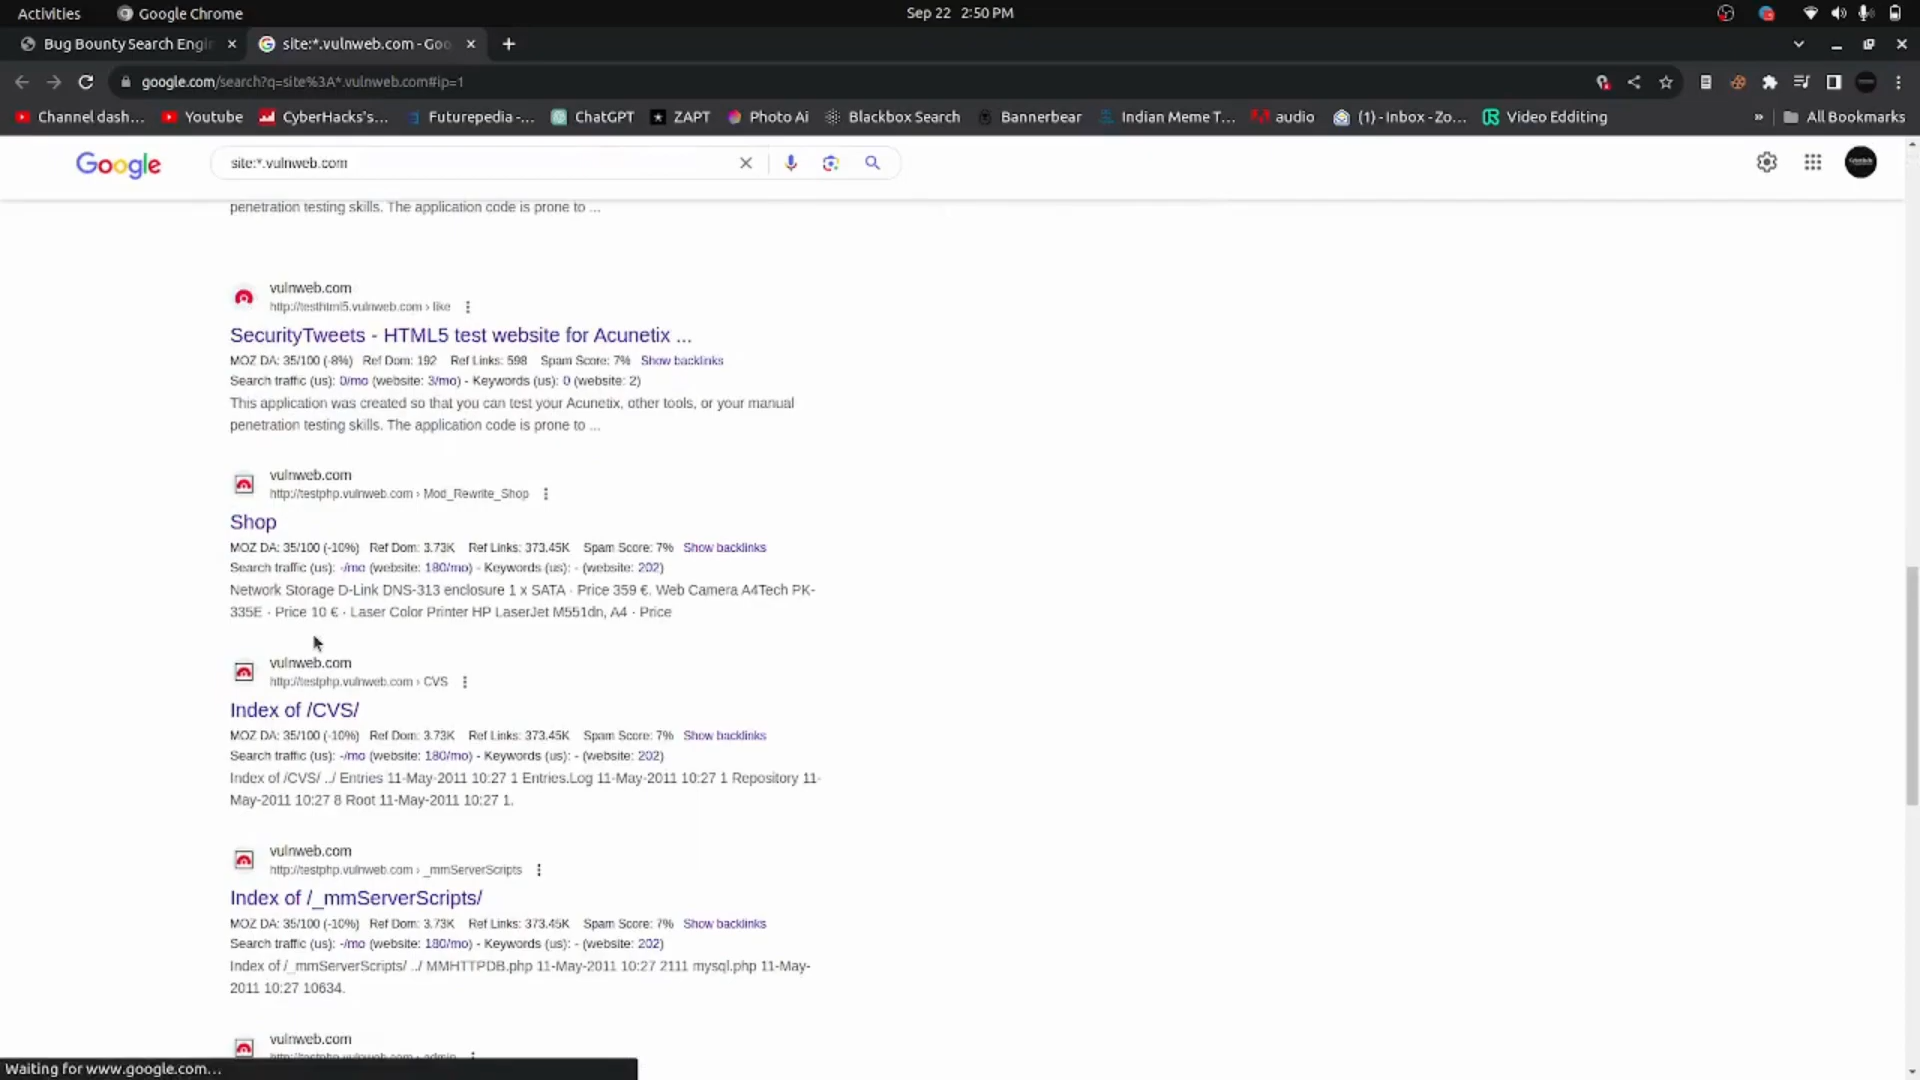 Activities Google Chrome Sep 22 2:50 PM
Bug Bounty Search Engi site:*.vulnweb.com - Goo
google.com/search?q=site%3A*.vulnweb.com#ip=1
Channel dash... Youtube CyberHacks's... Futurepedia -... ChatGPT ZAPT Photo Ai Blackbox Search Bannerbear Indian Meme T... audio (1) - Inbox - Zo... Video Edditing » All Bookmarks
Google site:*.vulnweb.com
penetration testing skills. The application code is prone to ...
vulnweb.com
http://testhtml5.vulnweb.com › like
SecurityTweets - HTML5 test website for Acunetix ...
MOZ DA: 35/100 (-8%) Ref Dom: 192 Ref Links: 598 Spam Score: 7% Show backlinks
Search traffic (us): 0/mo (website: 3/mo) - Keywords (us): 0 (website: 2)
This application was created so that you can test your Acunetix, other tools, or your manual
penetration testing skills. The application code is prone to ...
vulnweb.com
http://testphp.vulnweb.com › Mod_Rewrite_Shop
Shop
MOZ DA: 35/100 (-10%) Ref Dom: 3.73K Ref Links: 373.45K Spam Score: 7% Show backlinks
Search traffic (us): -/mo (website: 180/mo) - Keywords (us): - (website: 202)
Network Storage D-Link DNS-313 enclosure 1 x SATA · Price 359 €. Web Camera A4Tech PK-
335E · Price 10 € · Laser Color Printer HP LaserJet M551dn, A4 · Price
vulnweb.com
http://testphp.vulnweb.com › CVS
Index of /CVS/
MOZ DA: 35/100 (-10%) Ref Dom: 3.73K Ref Links: 373.45K Spam Score: 7% Show backlinks
Search traffic (us): -/mo (website: 180/mo) - Keywords (us): - (website: 202)
Index of /CVS/ ../ Entries 11-May-2011 10:27 1 Entries.Log 11-May-2011 10:27 1 Repository 11-
May-2011 10:27 8 Root 11-May-2011 10:27 1.
vulnweb.com
http://testphp.vulnweb.com › _mmServerScripts
Index of /_mmServerScripts/
MOZ DA: 35/100 (-10%) Ref Dom: 3.73K Ref Links: 373.45K Spam Score: 7% Show backlinks
Search traffic (us): -/mo (website: 180/mo) - Keywords (us): - (website: 202)
Index of /_mmServerScripts/ ../ MMHTTPDB.php 11-May-2011 10:27 2111 mysql.php 11-May-
2011 10:27 10634.
vulnweb.com
http://testphp.vulnweb.com › admin
Waiting for www.google.com...